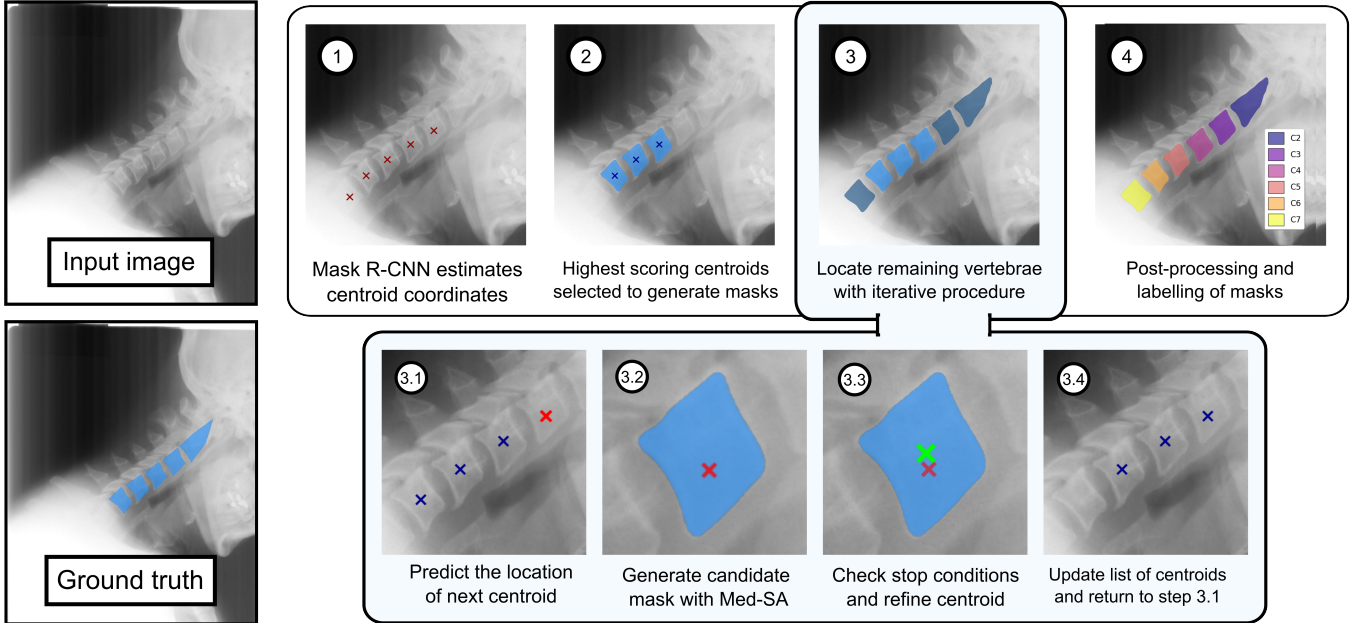 Input image
Ground truth
1
Mask R-CNN estimates
centroid coordinates
2
Highest scoring centroids
selected to generate masks
3
Locate remaining vertebrae
with iterative procedure
4
C2
C3
C4
C5
C6
C7
Post-processing and
labelling of masks
3.1
Predict the location
of next centroid
3.2
Generate candidate
mask with Med-SA
3.3
Check stop conditions
and refine centroid
3.4
Update list of centroids
and return to step 3.1